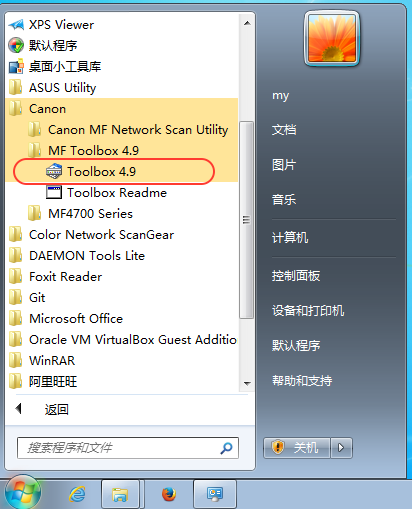 XPS Viewer
默认程序
桌面小工具库
ASUS Utility
Canon
Canon MF Network Scan Utility
MF Toolbox 4.9
Toolbox 4.9
Toolbox Readme
MF4700 Series
Color Network ScanGear
DAEMON Tools Lite
Foxit Reader
Git
Microsoft Office
Oracle VM VirtualBox Guest Additio
WinRAR
阿里旺旺
返回
搜索程序和文件
my
文档
图片
音乐
计算机
控制面板
设备和打印机
默认程序
帮助和支持
关机